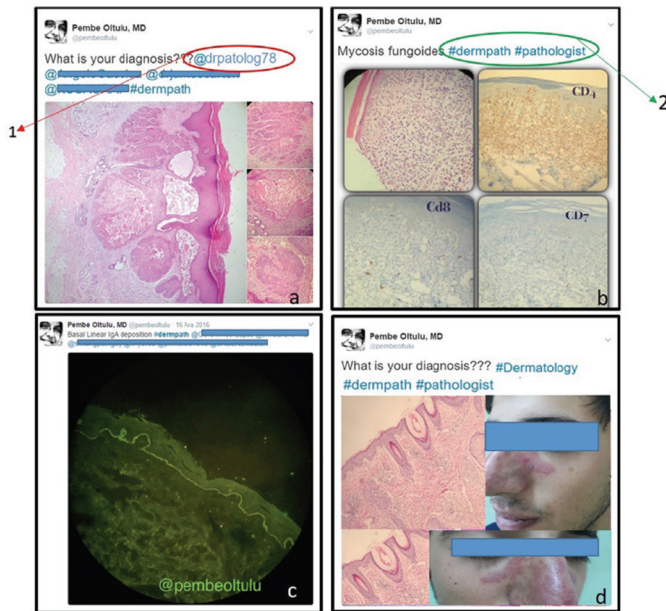 Pembe Oltulu, MD
@pembeoltulu
What is your diagnosis???@drpatolog78
#dermpath
1
a
Pembe Oltulu, MD
@pembeoltulu
Mycosis fungoides #dermpath #pathologist
2
CD4
Cd8
CD7
b
Pembe Oltulu, MD @pembeoltulu · 16 Ara 2016
Basal Linear IgA deposition #dermpath
@pembeoltulu
c
Pembe Oltulu, MD
@pembeoltulu
What is your diagnosis??? #Dermatology
#dermpath #pathologist
d